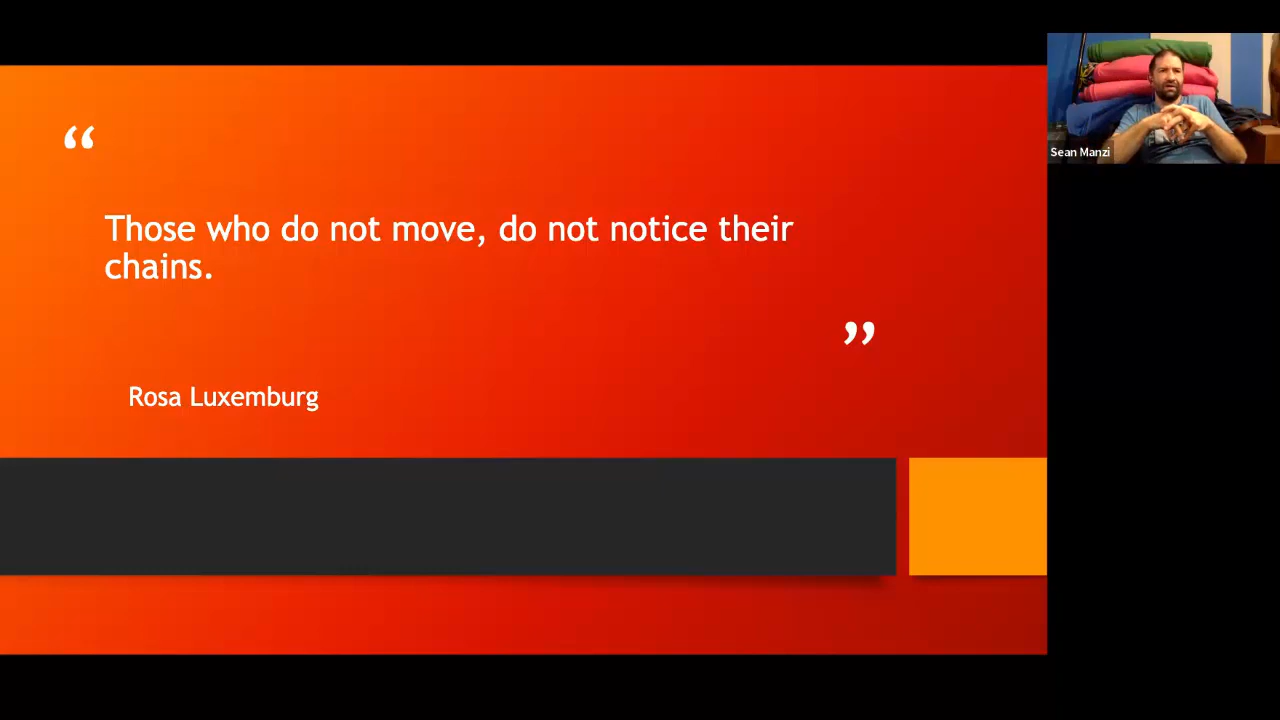 “
Those who do not move, do not notice their
chains.
”
Rosa Luxemburg
Sean Manzi